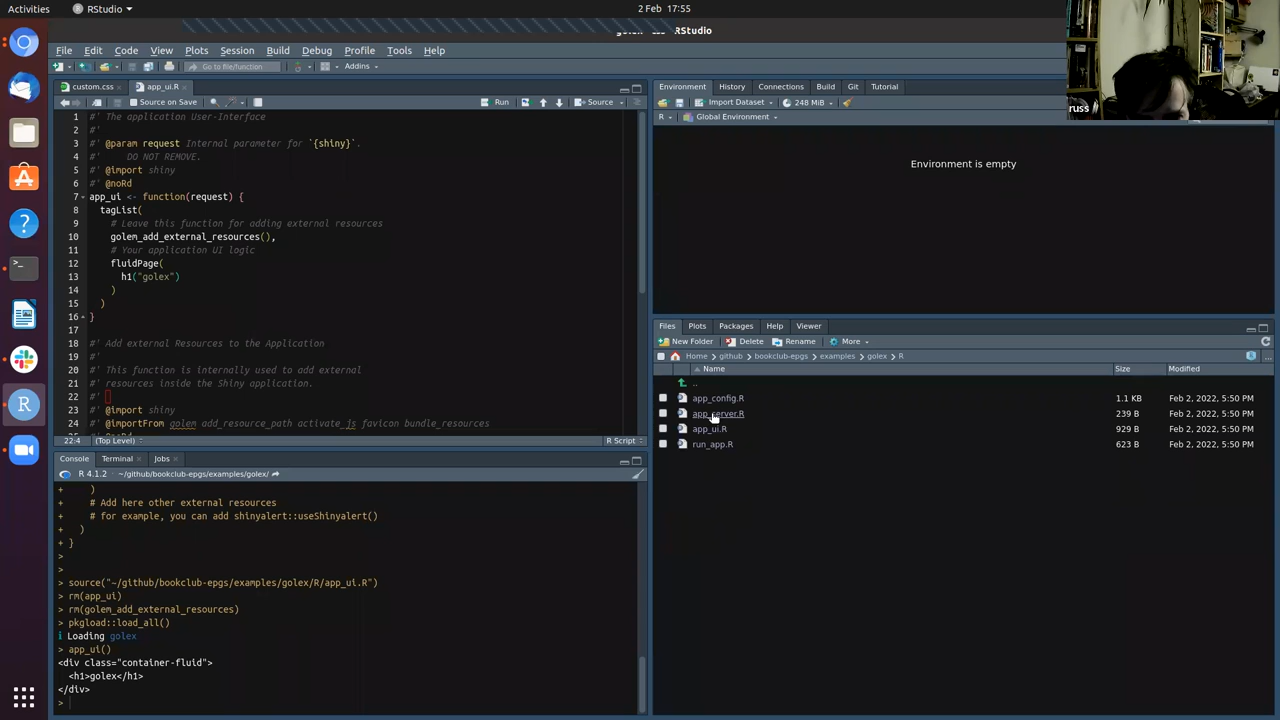 Activities
RStudio
2 Feb 17:55
RStudio
russ
File Edit Code View Plots Session Build Debug Profile Tools Help
Go to file/function
Addins
custom.css
app_ui.R
Source on Save
Run
Source
1 #' The application User-Interface
2 #'
3 #' @param request Internal parameter for `{shiny}`.
4 #'     DO NOT REMOVE.
5 #' @import shiny
6 #' @noRd
7 app_ui <- function(request) {
8   tagList(
9     # Leave this function for adding external resources
10     golem_add_external_resources(),
11     # Your application UI logic
12     fluidPage(
13       h1("golex")
14     )
15   )
16 }
17
18 #' Add external Resources to the Application
19 #'
20 #' This function is internally used to add external
21 #' resources inside the Shiny application.
22 #'
23 #' @import shiny
24 #' @importFrom golem add_resource_path activate_js favicon bundle_resources
22:4 (Top Level) R Script
Console Terminal Jobs
R 4.1.2 · ~/github/bookclub-epgs/examples/golex/
+     )
+     # Add here other external resources
+     # for example, you can add shinyalert::useShinyalert()
+   )
+ }
>
>
> source("~/github/bookclub-epgs/examples/golex/R/app_ui.R")
> rm(app_ui)
> rm(golem_add_external_resources)
> pkgload::load_all()
ℹ Loading golex
> app_ui()
<div class="container-fluid">
  <h1>golex</h1>
</div>
>
Environment History Connections Build Git Tutorial
Import Dataset 248 MiB
R Global Environment
Environment is empty
Files Plots Packages Help Viewer
New Folder Delete Rename More
Home github bookclub-epgs examples golex R
Name Size Modified
..
app_config.R 1.1 KB Feb 2, 2022, 5:50 PM
app_server.R 239 B Feb 2, 2022, 5:50 PM
app_ui.R 929 B Feb 2, 2022, 5:50 PM
run_app.R 623 B Feb 2, 2022, 5:50 PM